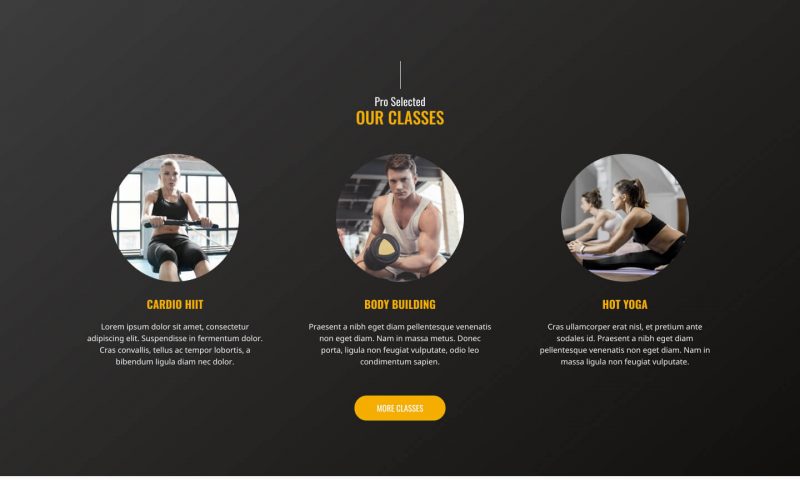 Pro Selected
OUR CLASSES
CARDIO HIIT
Lorem ipsum dolor sit amet, consectetur
adipiscing elit. Suspendisse in fermentum dolor.
Cras convallis, tellus ac tempor lobortis, a
bibendum ligula diam nec dolor.
BODY BUILDING
Praesent a nibh eget diam pellentesque venenatis
non eget diam. Nam in massa metus. Donec
porta, ligula non feugiat vulputate, odio leo
condimentum sapien.
HOT YOGA
Cras ullamcorper erat nisl, et pretium ante
sodales id. Praesent a nibh eget diam
pellentesque venenatis non eget diam. Nam in
massa ligula non feugiat vulputate.
MORE CLASSES